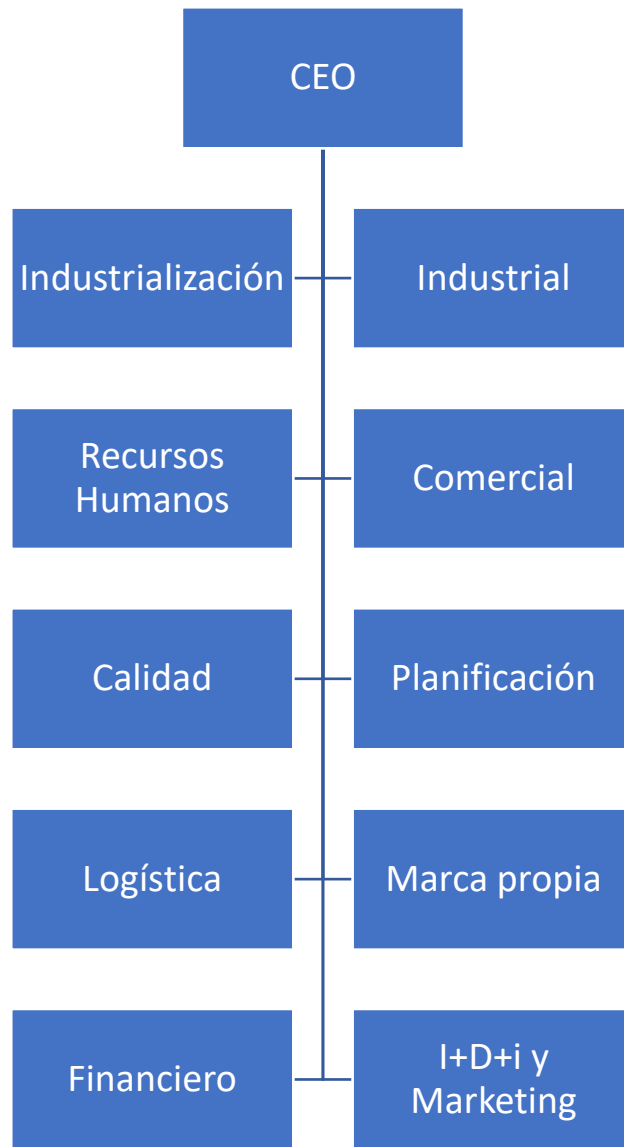 CEO
Industrialización
Industrial
Recursos
Humanos
Comercial
Calidad
Planificación
Logística
Marca propia
Financiero
I+D+i y
Marketing